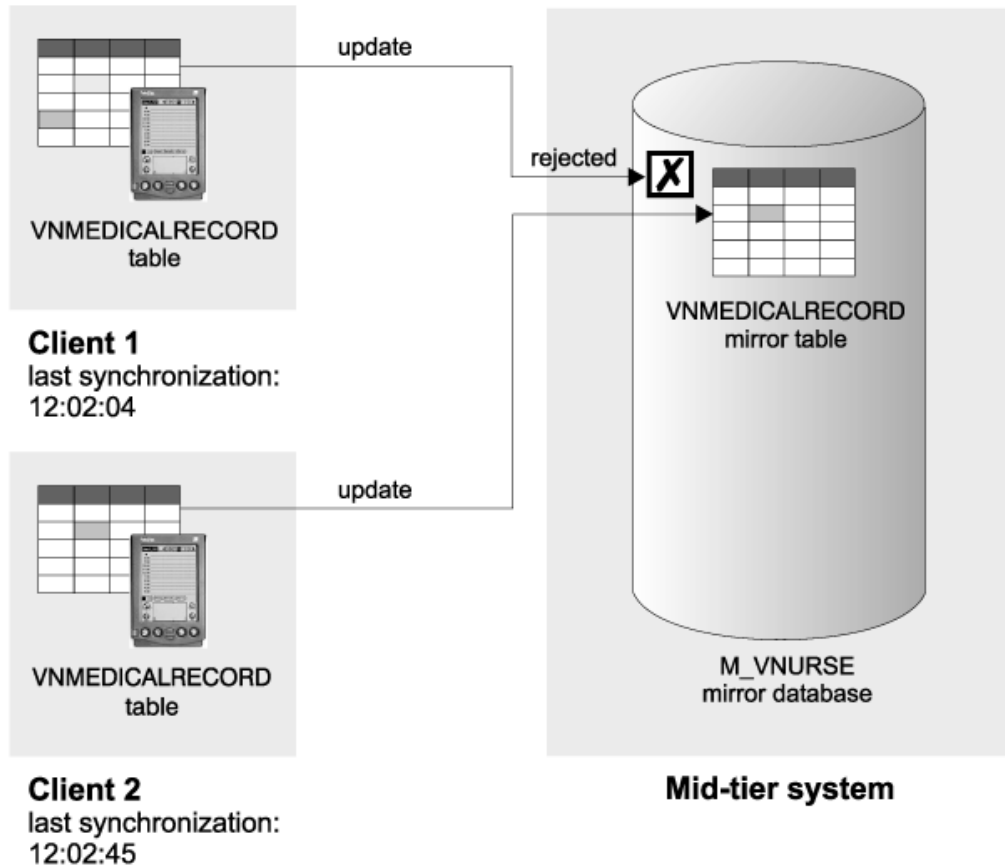 update
rejected
X
VNMEDICALRECORD
table
Client 1
last synchronization:
12:02:04
VNMEDICALRECORD
mirror table
update
VNMEDICALRECORD
table
Client 2
last synchronization:
12:02:45
M_VNURSE
mirror database
Mid-tier system